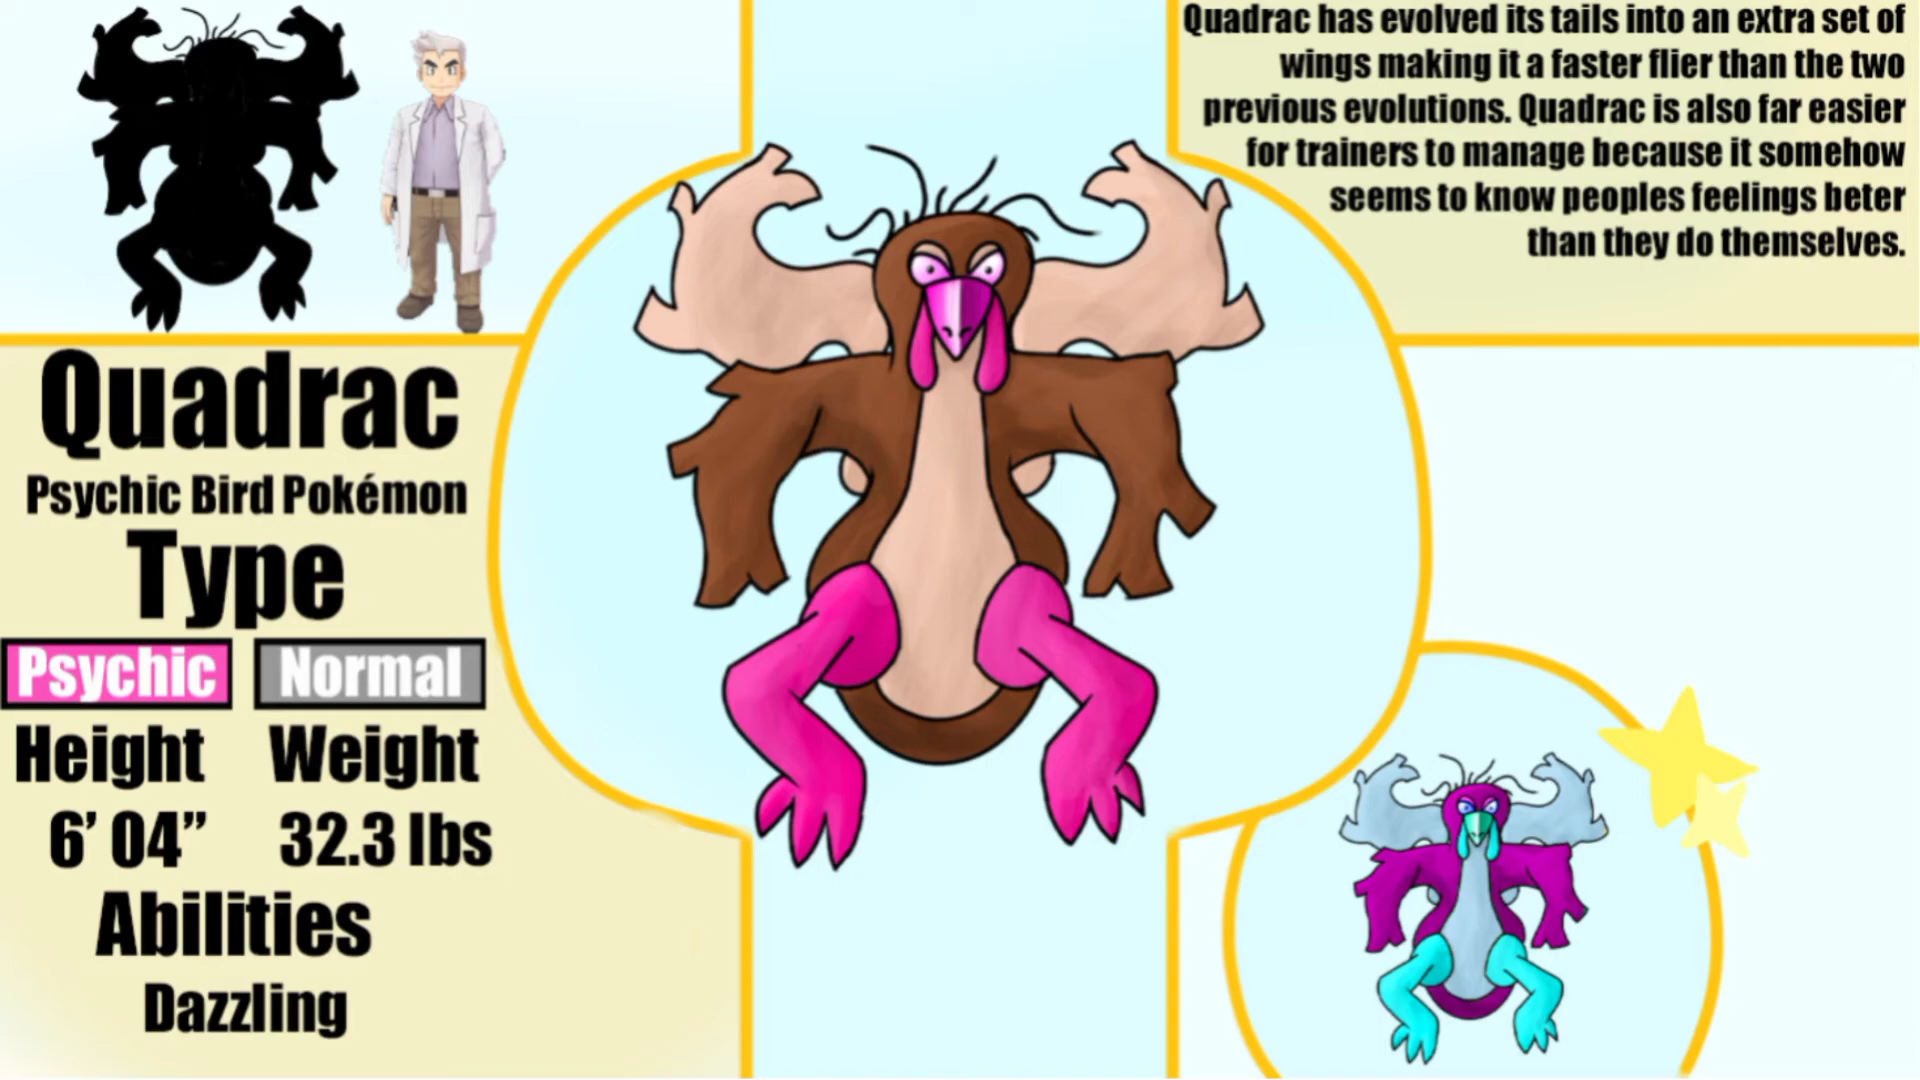 Quadrac has evolved its tails into an extra set of
wings making it a faster flier than the two
previous evolutions. Quadrac is also far easier
for trainers to manage because it somehow
seems to know peoples feelings beter
than they do themselves.
Quadrac
Psychic Bird Pokémon
Type
Psychic Normal
Height Weight
6’ 04” 32.3 lbs
Abilities
Dazzling